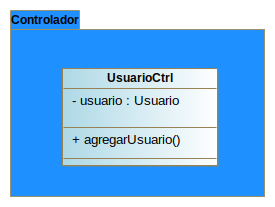 Controlador
UsuarioCtrl
- usuario : Usuario
+ agregarUsuario()